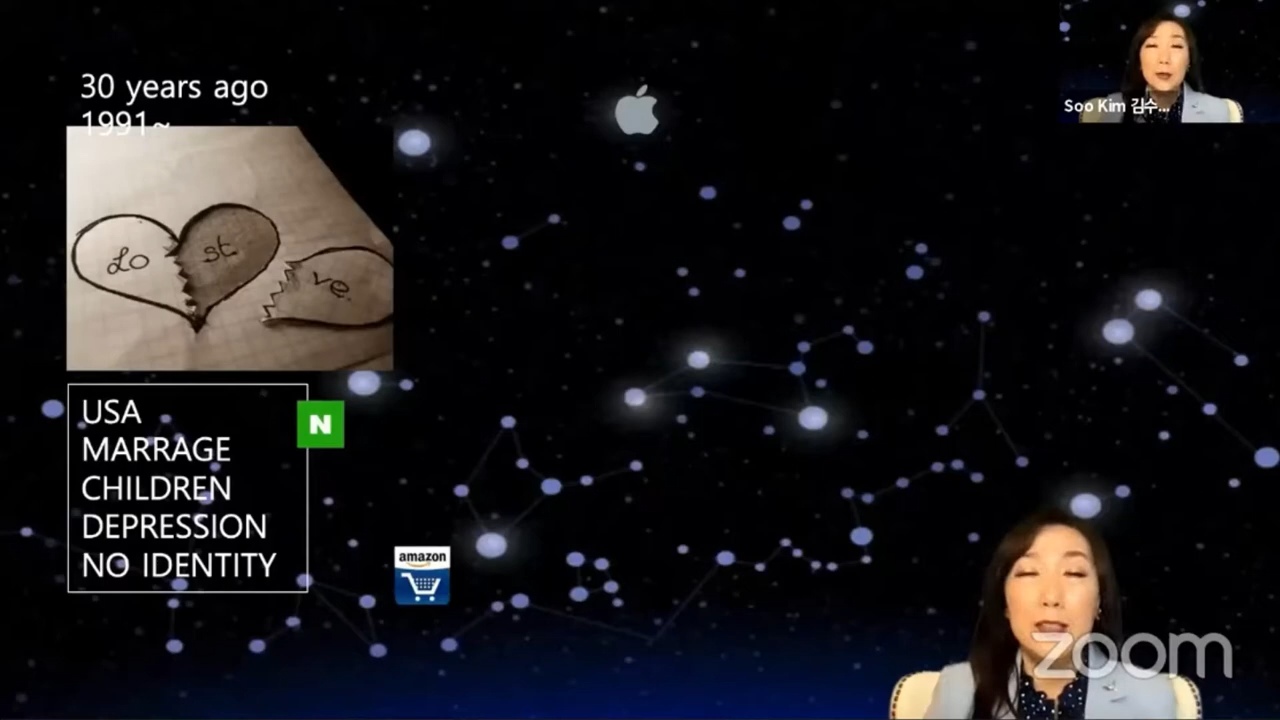 30 years ago
1991~
Lo st ve
USA
MARRAGE
CHILDREN
DEPRESSION
NO IDENTITY
N
amazon
Soo Kim 김수...
zoom